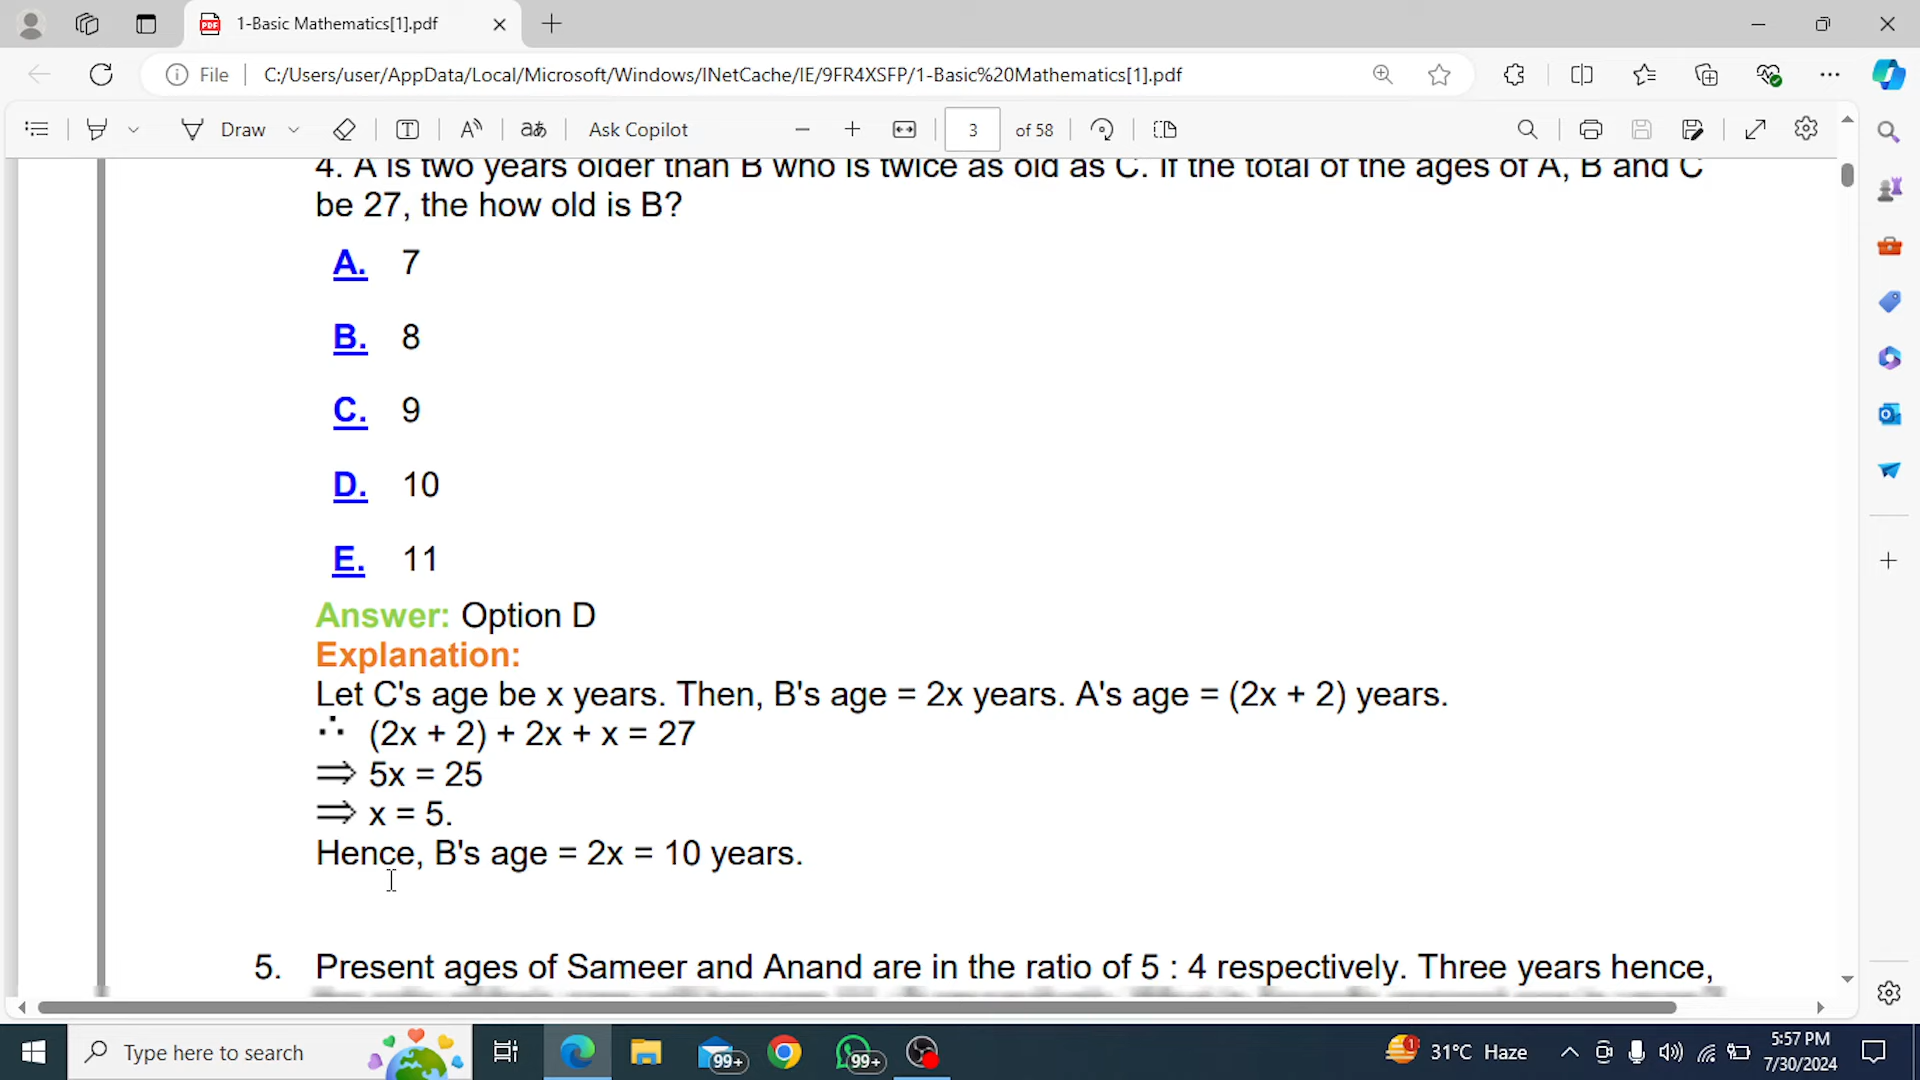 1-Basic Mathematics[1].pdf
File
C:/Users/user/AppData/Local/Microsoft/Windows/INetCache/IE/9FR4XSFP/1-Basic%20Mathematics[1].pdf
Draw
Ask Copilot
3 of 58
4. A is two years older than B who is twice as old as C. If the total of the ages of A, B and C
be 27, the how old is B?
A. 7
B. 8
C. 9
D. 10
E. 11
Answer: Option D
Explanation:
Let C's age be x years. Then, B's age = 2x years. A's age = (2x + 2) years.
∴ (2x + 2) + 2x + x = 27
⇒ 5x = 25
⇒ x = 5.
Hence, B's age = 2x = 10 years.
5. Present ages of Sameer and Anand are in the ratio of 5 : 4 respectively. Three years hence,
Type here to search
99+
99+
1
31°C Haze
5:57 PM
7/30/2024